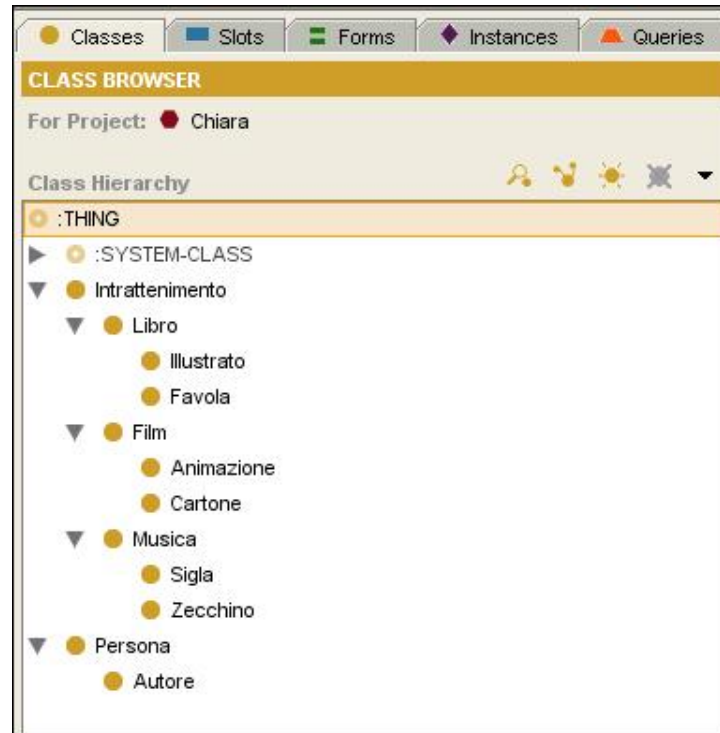 Classes Slots Forms Instances Queries
CLASS BROWSER
For Project: Chiara
Class Hierarchy
:THING
:SYSTEM-CLASS
Intrattenimento
Libro
Illustrato
Favola
Film
Animazione
Cartone
Musica
Sigla
Zecchino
Persona
Autore